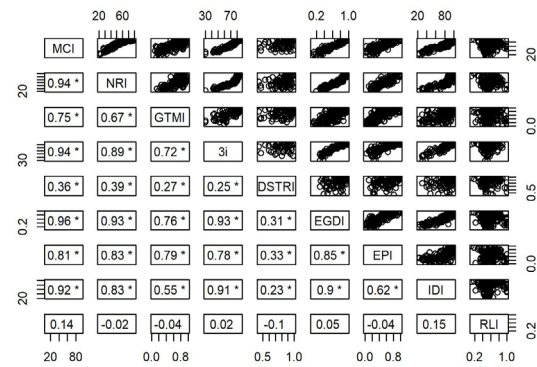 20 60 30 70 0.2 1.0 20 80
MCI 20
20 0.94 * NRI
0.75 * 0.67 * GTMI 0.0
30 0.94 * 0.89 * 0.72 * 3i
0.36 * 0.39 * 0.27 * 0.25 * DSTRI 0.5
0.2 0.96 * 0.93 * 0.76 * 0.93 * 0.31 * EGDI
0.81 * 0.83 * 0.79 * 0.78 * 0.33 * 0.85 * EPI 0.0
20 0.92 * 0.83 * 0.55 * 0.91 * 0.23 * 0.9 * 0.62 * IDI
0.14 -0.02 -0.04 0.02 -0.1 0.05 -0.04 0.15 RLI 0.2
20 80 0.0 0.8 0.5 1.0 0.0 0.8 0.2 1.0